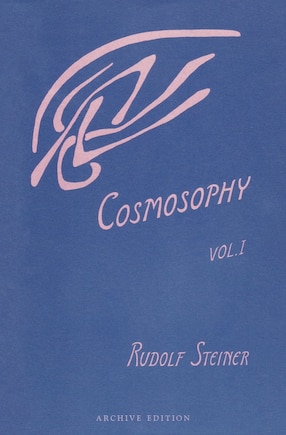 COSMOSOPHY
VOL. I
RUDOLF STEINER
ARCHIVE EDITION